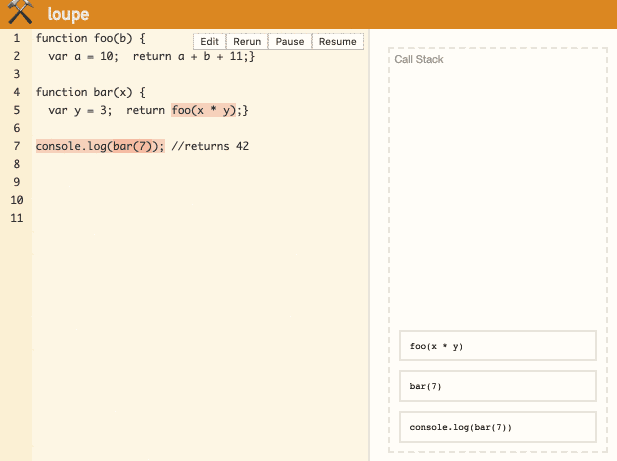 loupe
Edit Rerun Pause Resume
1 function foo(b) {
2   var a = 10;  return a + b + 11;}
3
4 function bar(x) {
5   var y = 3;  return foo(x * y);}
6
7 console.log(bar(7)); //returns 42
8
9
10
11
Call Stack
foo(x * y)
bar(7)
console.log(bar(7))